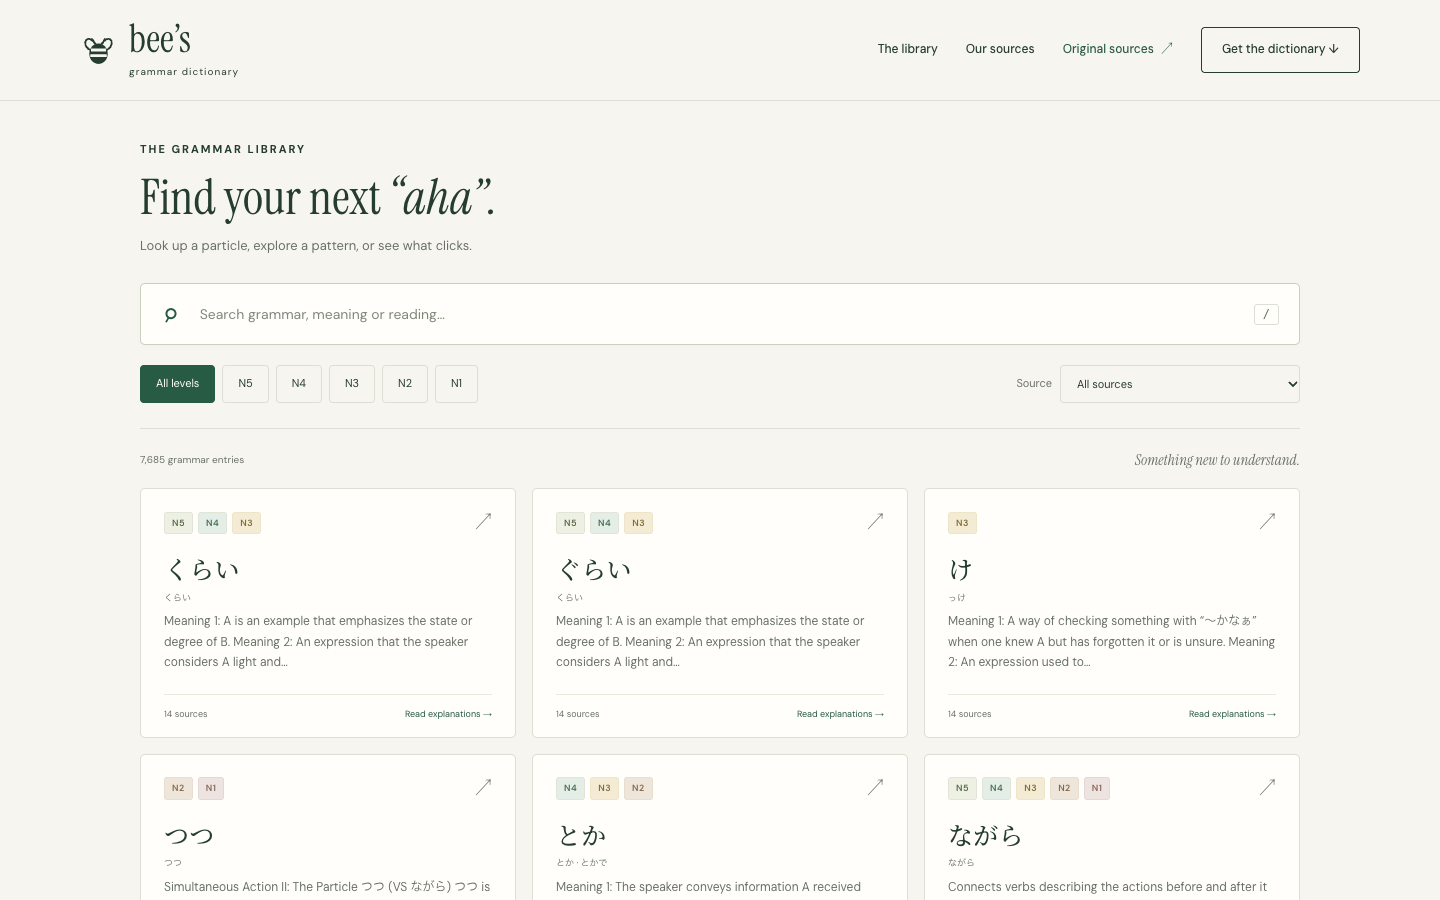 bee's
grammar dictionary
The library
Our sources
Original sources ↗
Get the dictionary ↓
THE GRAMMAR LIBRARY
Find your next “aha”.
Look up a particle, explore a pattern, or see what clicks.
Search grammar, meaning or reading…
/
All levels
N5
N4
N3
N2
N1
Source
All sources
7,685 grammar entries
Something new to understand.
N5 N4 N3 ↗
くらい
くらい
Meaning 1: A is an example that emphasizes the state or
degree of B. Meaning 2: An expression that the speaker
considers A light and…
14 sources
Read explanations →
N5 N4 N3 ↗
ぐらい
くらい
Meaning 1: A is an example that emphasizes the state or
degree of B. Meaning 2: An expression that the speaker
considers A light and…
14 sources
Read explanations →
N3 ↗
け
っけ
Meaning 1: A way of checking something with “〜かなぁ”
when one knew A but has forgotten it or is unsure. Meaning
2: An expression used to…
14 sources
Read explanations →
N2 N1 ↗
つつ
つつ
Simultaneous Action II: The Particle つつ (VS ながら) つつ is
N4 N3 N2 ↗
とか
とか · とかで
Meaning 1: The speaker conveys information A received
N5 N4 N3 N2 N1 ↗
ながら
ながら
Connects verbs describing the actions before and after it